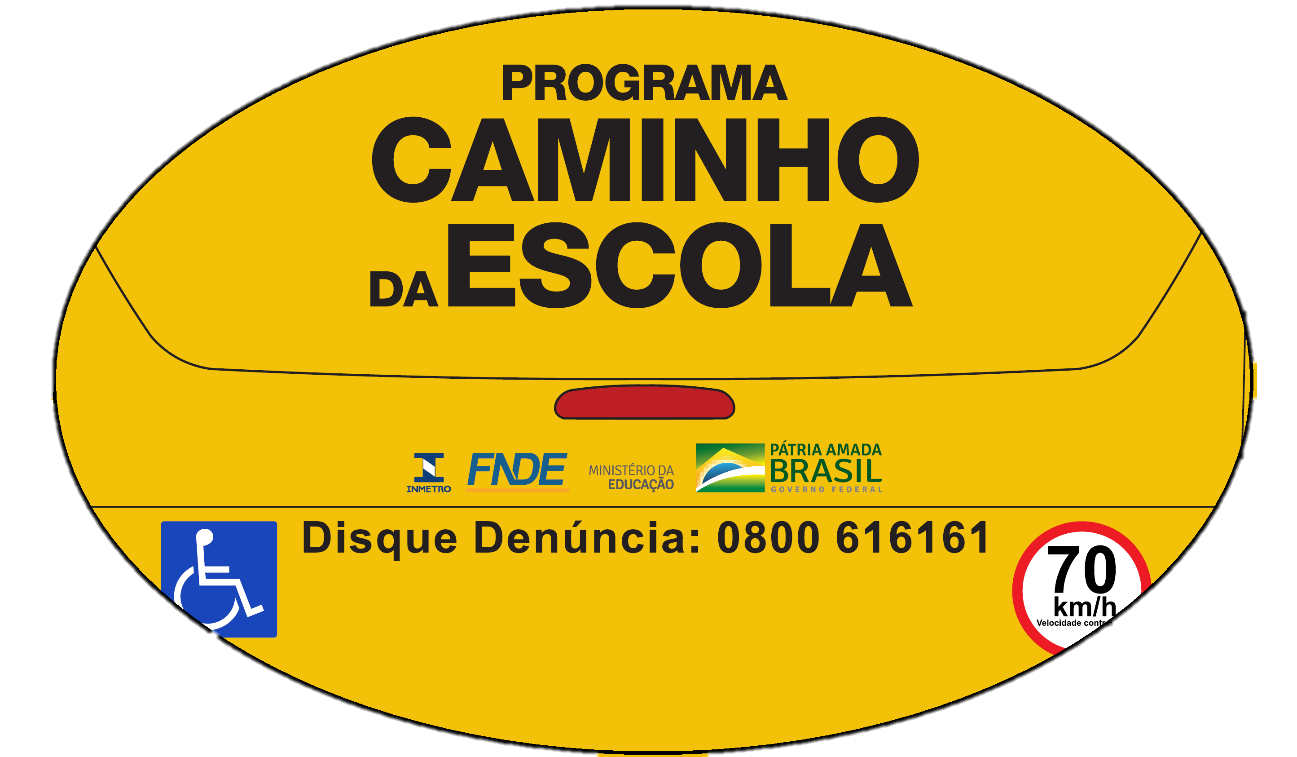 PROGRAMA
CAMINHO
DA ESCOLA
INMETRO
FNDE
MINISTÉRIO DA
EDUCAÇÃO
PÁTRIA AMADA
BRASIL
GOVERNO FEDERAL
Disque Denúncia: 0800 616161
70
km/h
Velocidade